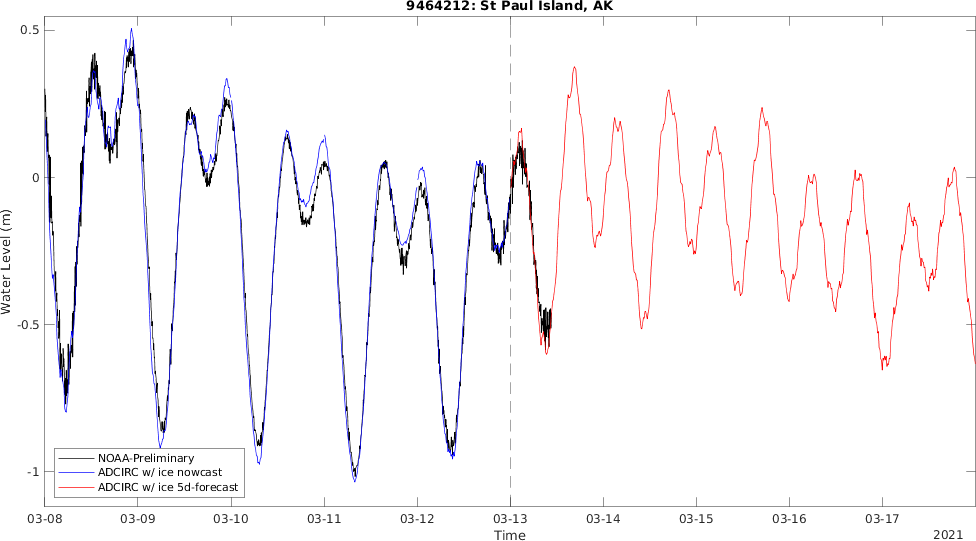 9464212: St Paul Island, AK
0.5
0
-0.5
-1
Water Level (m)
NOAA-Preliminary
ADCIRC w/ ice nowcast
ADCIRC w/ ice 5d-forecast
03-08 03-09 03-10 03-11 03-12 03-13 03-14 03-15 03-16 03-17
Time
2021